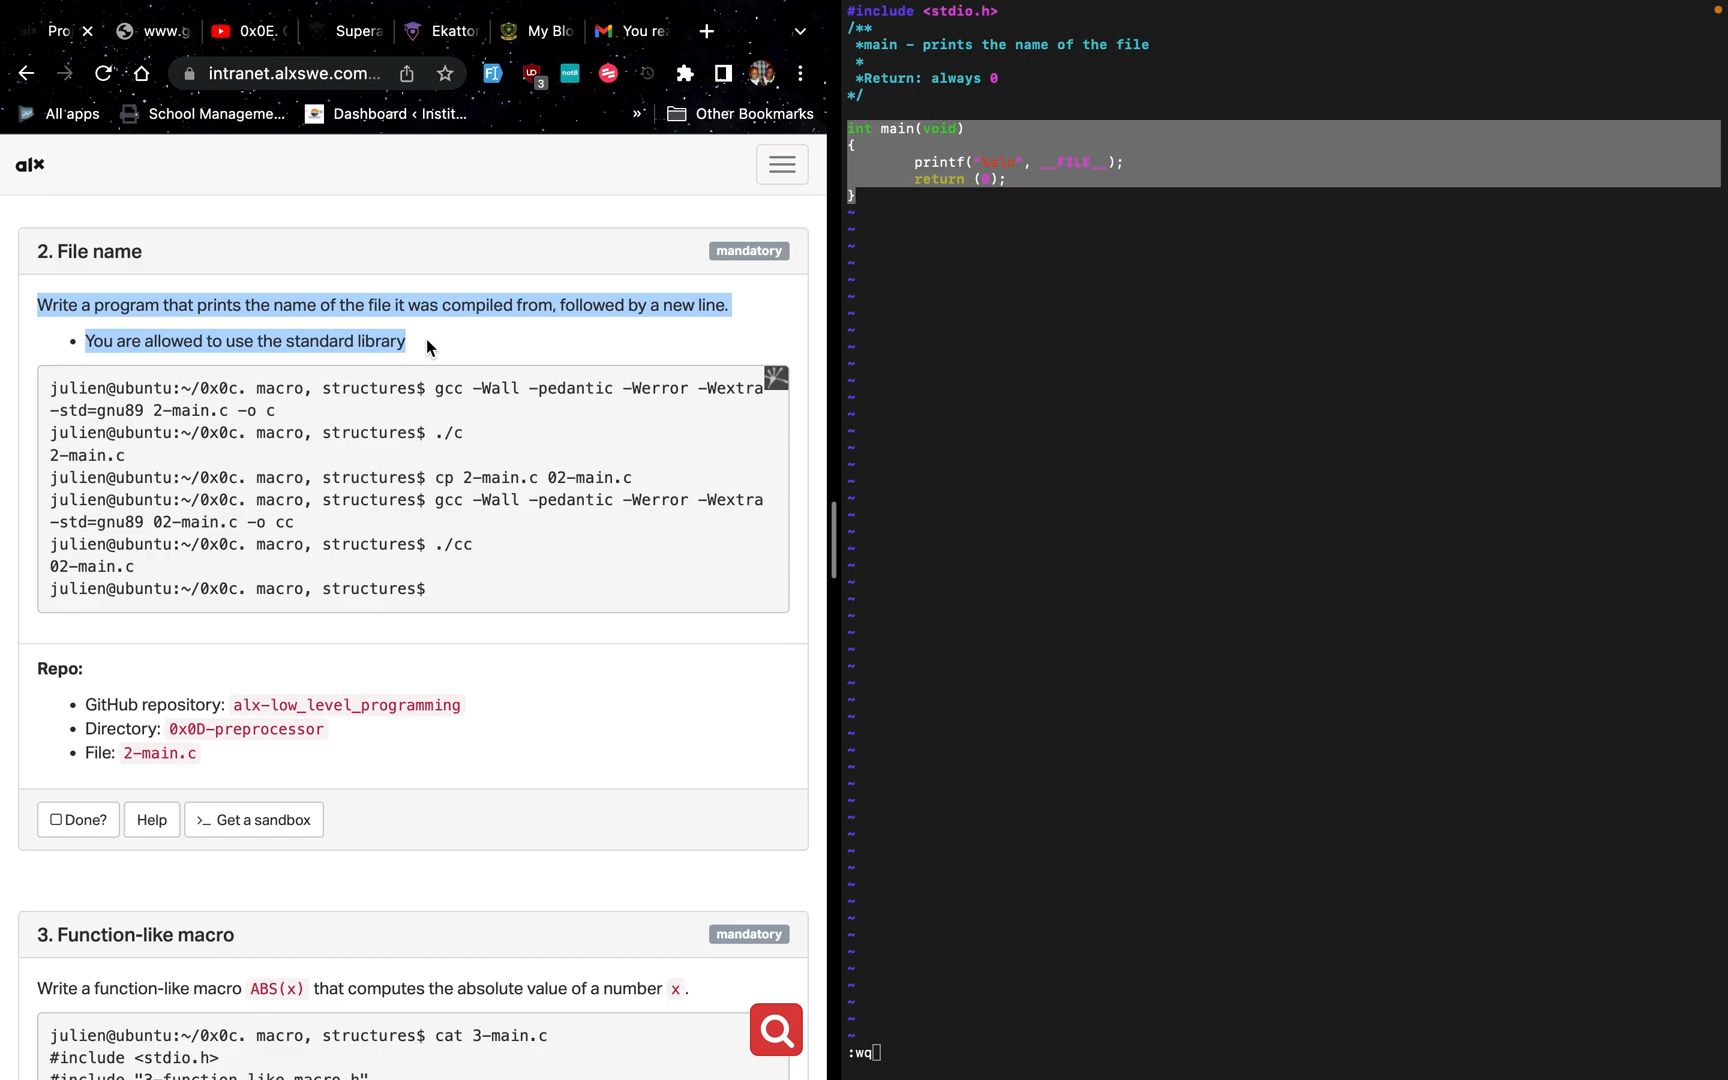 Pro
www.g
0x0E.
Supera
Ekattor
My Blo
You rea
intranet.alxswe.com...
3
All apps
School Manageme...
Dashboard < Instit...
»
Other Bookmarks
alx
2. File name
mandatory
Write a program that prints the name of the file it was compiled from, followed by a new line.
• You are allowed to use the standard library
julien@ubuntu:~/0x0c. macro, structures$ gcc -Wall -pedantic -Werror -Wextra
-std=gnu89 2-main.c -o c
julien@ubuntu:~/0x0c. macro, structures$ ./c
2-main.c
julien@ubuntu:~/0x0c. macro, structures$ cp 2-main.c 02-main.c
julien@ubuntu:~/0x0c. macro, structures$ gcc -Wall -pedantic -Werror -Wextra
-std=gnu89 02-main.c -o cc
julien@ubuntu:~/0x0c. macro, structures$ ./cc
02-main.c
julien@ubuntu:~/0x0c. macro, structures$
Repo:
• GitHub repository: alx-low_level_programming
• Directory: 0x0D-preprocessor
• File: 2-main.c
Done?
Help
>_ Get a sandbox
3. Function-like macro
mandatory
Write a function-like macro ABS(x) that computes the absolute value of a number x.
julien@ubuntu:~/0x0c. macro, structures$ cat 3-main.c
#include <stdio.h>
#include "3-function_like_macro.h"
#include <stdio.h>
/**
*main - prints the name of the file
*
*Return: always 0
*/
int main(void)
{
printf("%s\n", __FILE__);
return (0);
}
:wq